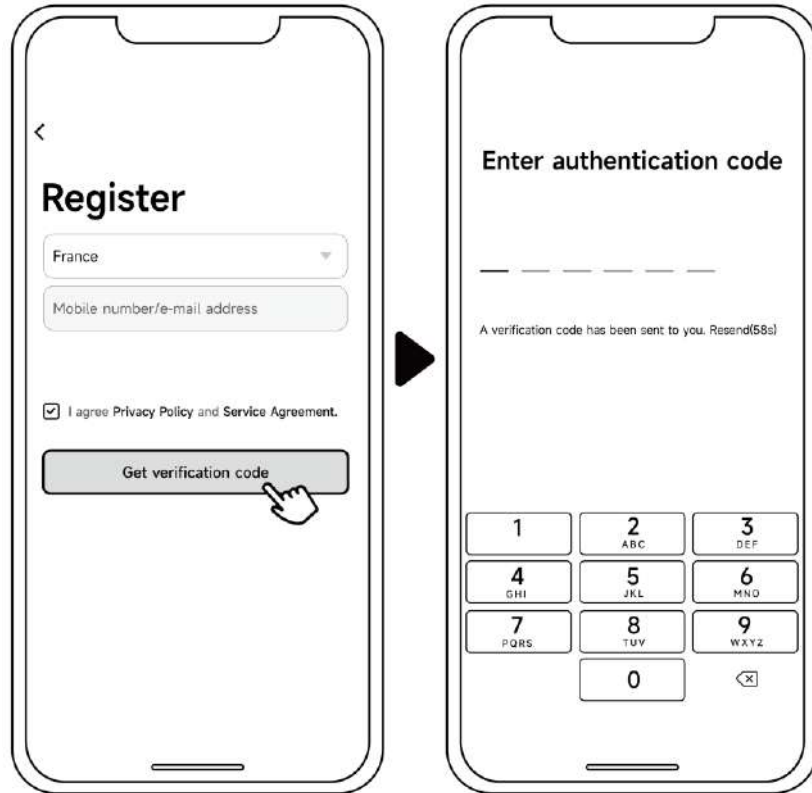 Register
France
Mobile number/e-mail address
I agree Privacy Policy and Service Agreement.
Get verification code
Enter authentication code
A verification code has been sent to you. Resend(58s)
1
2
ABC
3
DEF
4
GHI
5
JKL
6
MNO
7
PQRS
8
TUV
9
WXYZ
0